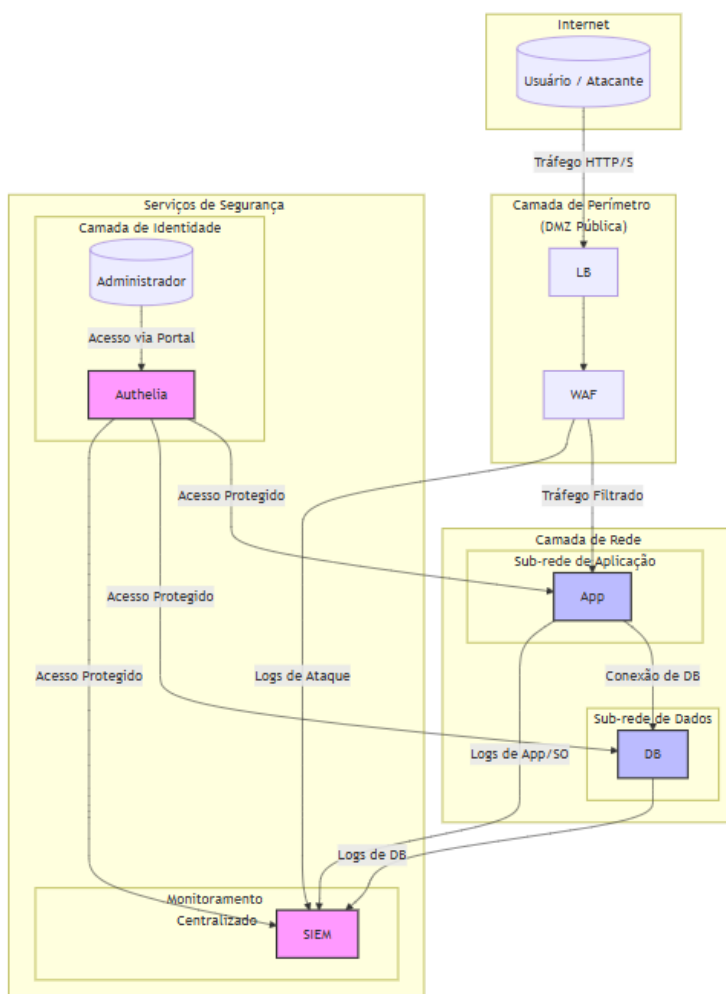 Internet
Usuário / Atacante
Tráfego HTTP/S
Serviços de Segurança
Camada de Identidade
Administrador
Acesso via Portal
Authelia
Camada de Perímetro
(DMZ Pública)
LB
WAF
Acesso Protegido
Tráfego Filtrado
Camada de Rede
Sub-rede de Aplicação
App
Acesso Protegido
Acesso Protegido
Logs de Ataque
Conexão de DB
Sub-rede de Dados
DB
Logs de App/SO
Logs de DB
Monitoramento
Centralizado
SIEM